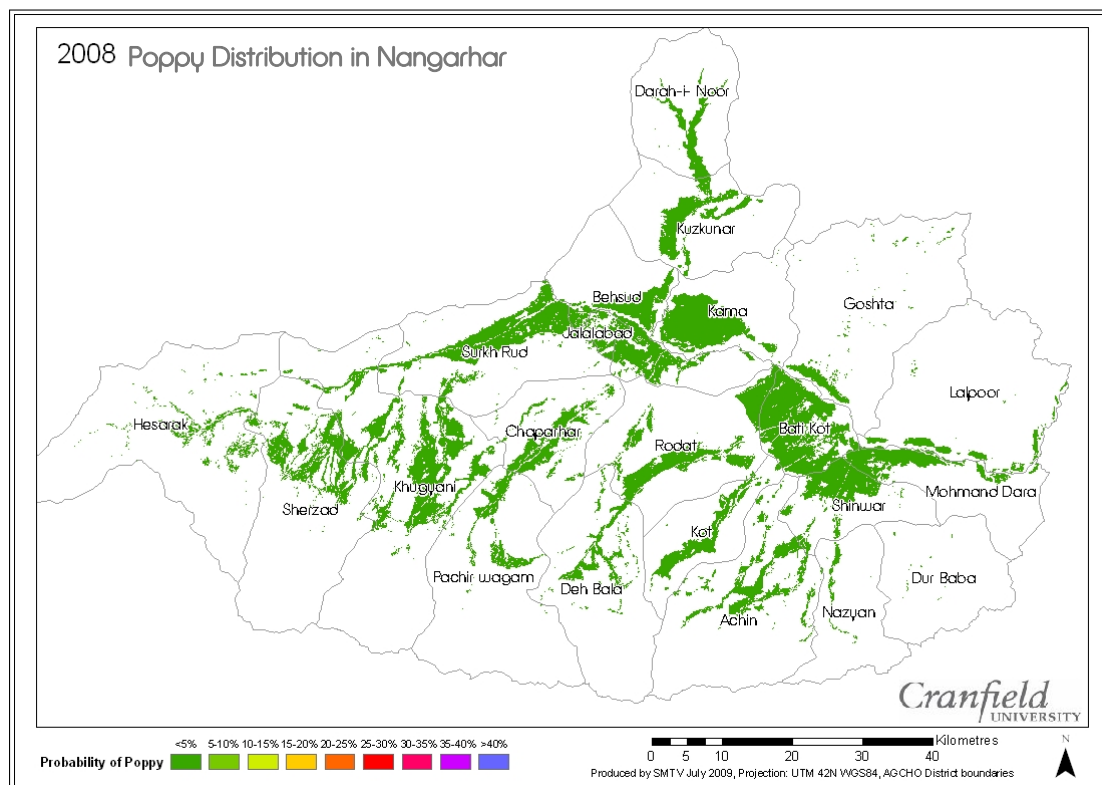 2008 Poppy Distribution in Nangarhar
Darah-i- Noor
Kuzkunar
Goshta
Behsud
Kama
Jalalabad
Surkh Rud
Lalpoor
Hesarak
Chaparhar
Bati Kot
Rodat
Khugyani
Mohmand Dara
Sherzad
Shinwar
Kot
Pachir wagam
Dur Baba
Deh Bala
Nazyan
Achin
Cranfield
UNIVERSITY
<5% 5-10% 10-15% 15-20% 20-25% 25-30% 30-35% 35-40% >40%
Probability of Poppy
Kilometres
0 5 10 20 30 40
N
Produced by SMTV July 2009, Projection: UTM 42N WGS84, AGCHO District boundaries